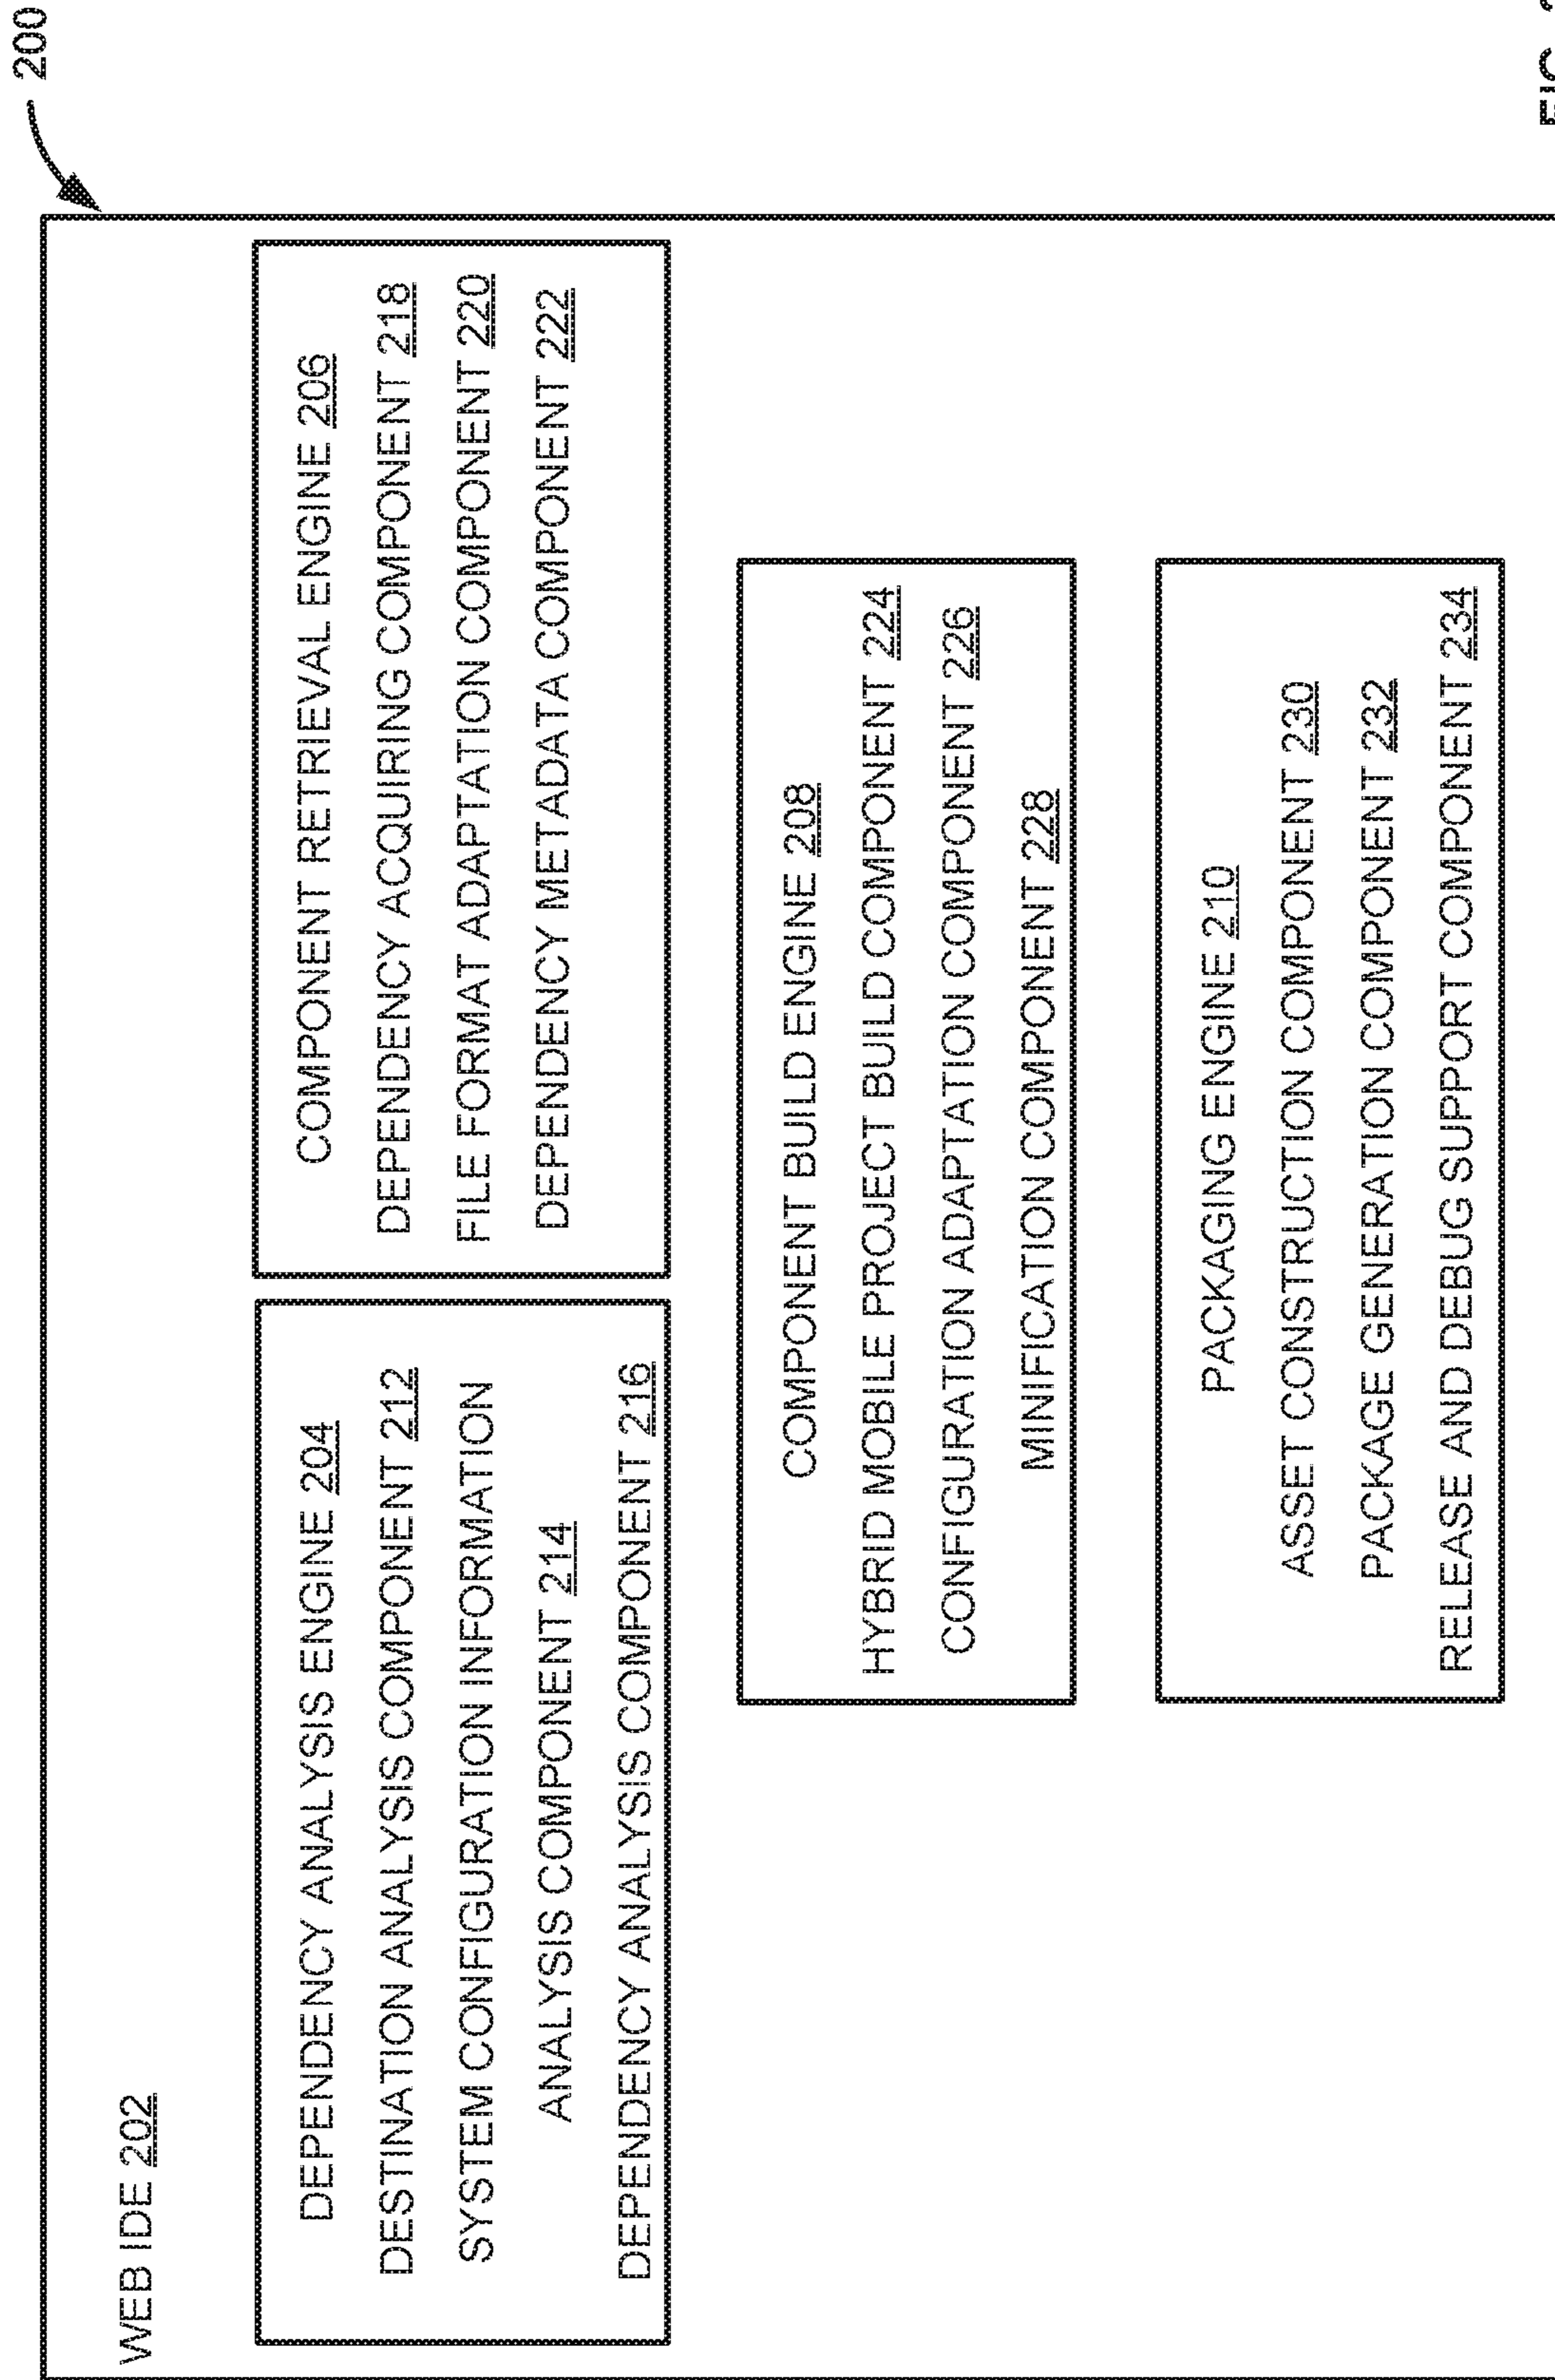 200
WEB IDE 202
DEPENDENCY ANALYSIS ENGINE 204
DESTINATION ANALYSIS COMPONENT 212
SYSTEM CONFIGURATION INFORMATION
ANALYSIS COMPONENT 214
DEPENDENCY ANALYSIS COMPONENT 216
COMPONENT RETRIEVAL ENGINE 206
DEPENDENCY ACQUIRING COMPONENT 218
FILE FORMAT ADAPTATION COMPONENT 220
DEPENDENCY METADATA COMPONENT 222
COMPONENT BUILD ENGINE 208
HYBRID MOBILE PROJECT BUILD COMPONENT 224
CONFIGURATION ADAPTATION COMPONENT 226
MINIFICATION COMPONENT 228
PACKAGING ENGINE 210
ASSET CONSTRUCTION COMPONENT 230
PACKAGE GENERATION COMPONENT 232
RELEASE AND DEBUG SUPPORT COMPONENT 234